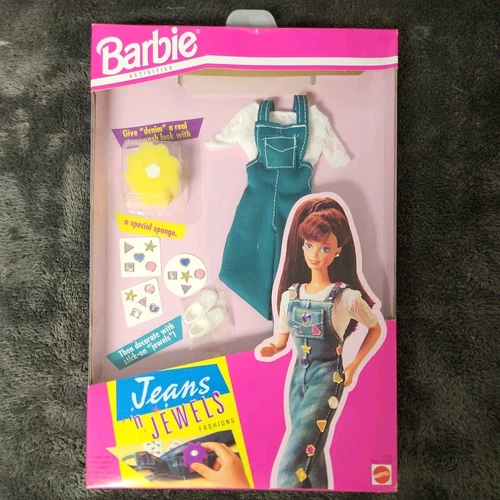 Barbie
ACTIVITIES
Give "denim" a real
stonewash look with
a special sponge.
Then decorate with
stick-on "jewels"!
Jeans
'n' JEWELS
FASHIONS
MATTEL